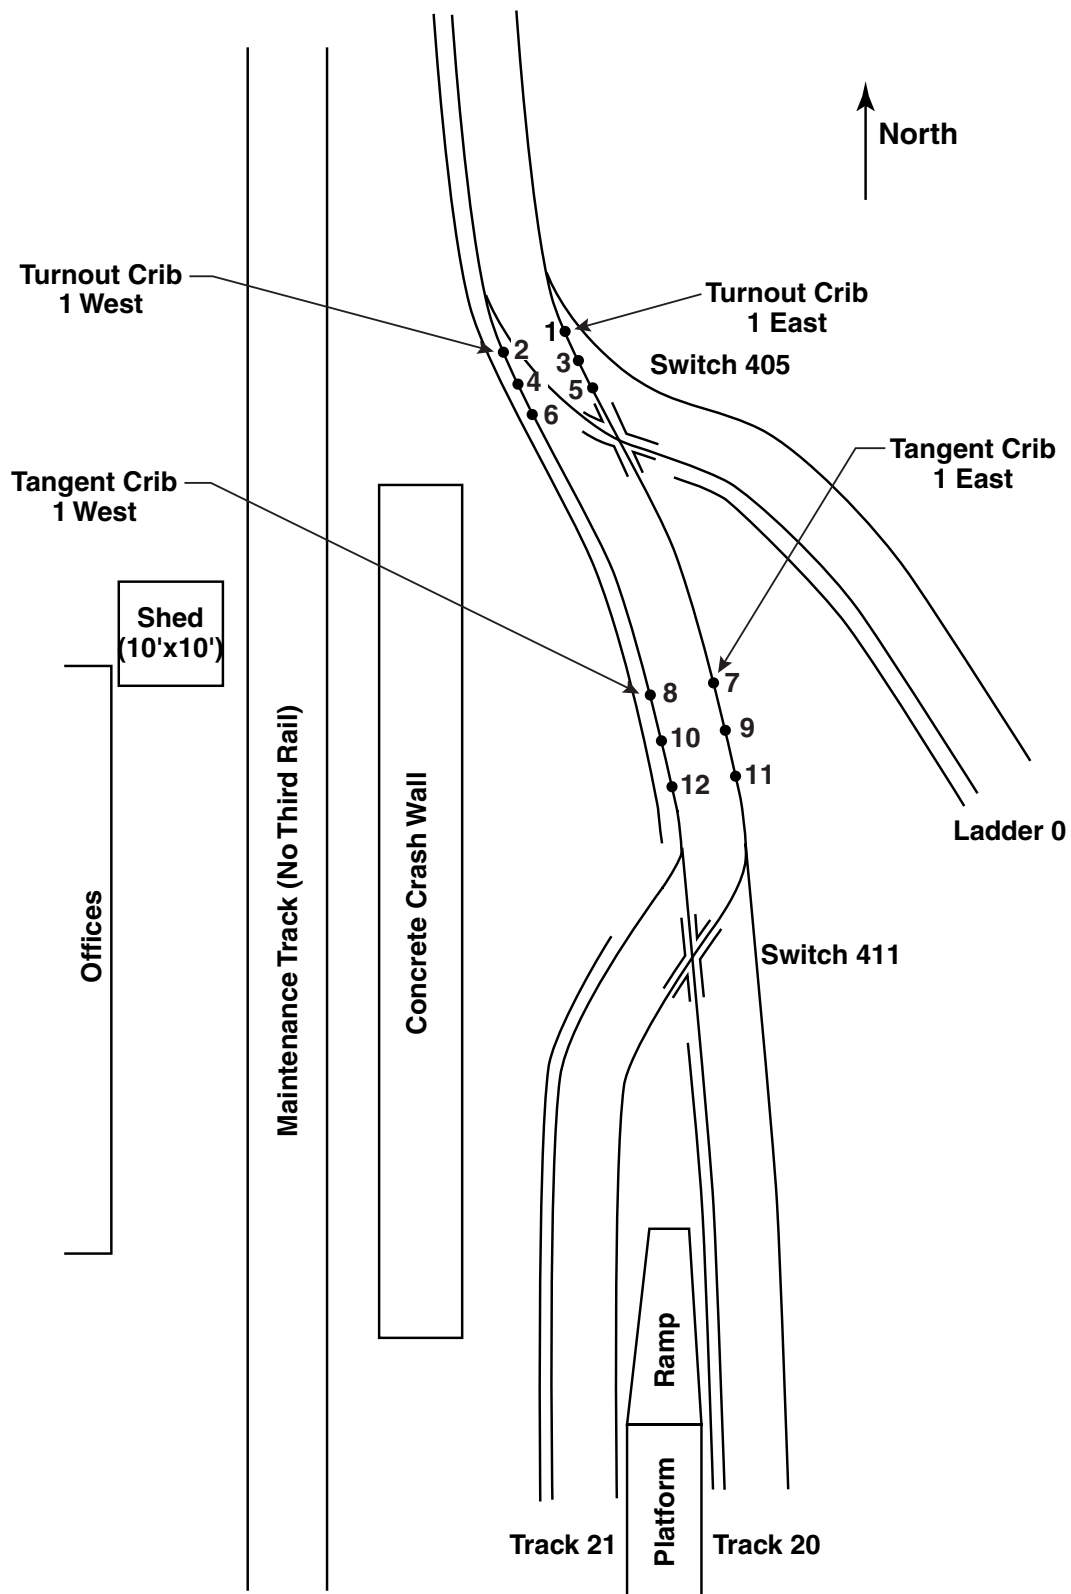 North
Turnout Crib
1 West
Turnout Crib
1 East
1
2
3
Switch 405
4
5
6
Tangent Crib
1 East
Tangent Crib
1 West
Shed
(10'x10')
7
8
9
10
11
12
Ladder 0
Offices
Maintenance Track (No Third Rail)
Concrete Crash Wall
Switch 411
Ramp
Platform
Track 21
Track 20